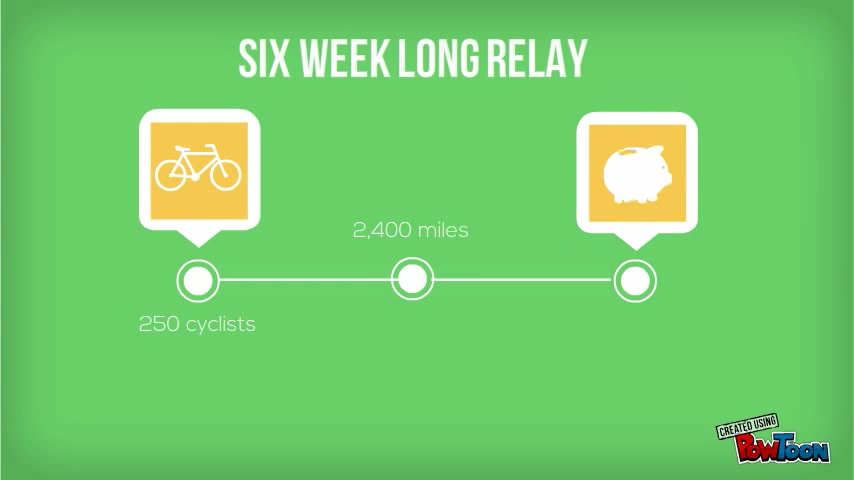 SIX WEEK LONG RELAY
2,400 miles
250 cyclists
CREATED USING
POWTOON